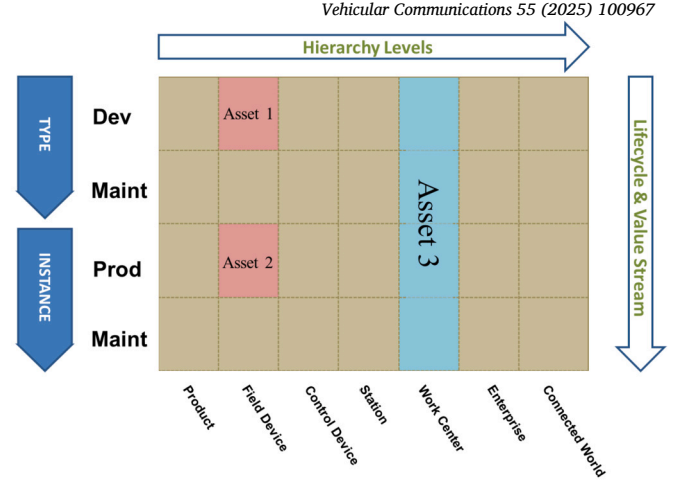 Vehicular Communications 55 (2025) 100967
Hierarchy Levels
TYPE
INSTANCE
Dev
Maint
Prod
Maint
Asset 1
Asset 2
Asset 3
Lifecycle & Value Stream
Product
Field Device
Control Device
Station
Work Center
Enterprise
Connected World